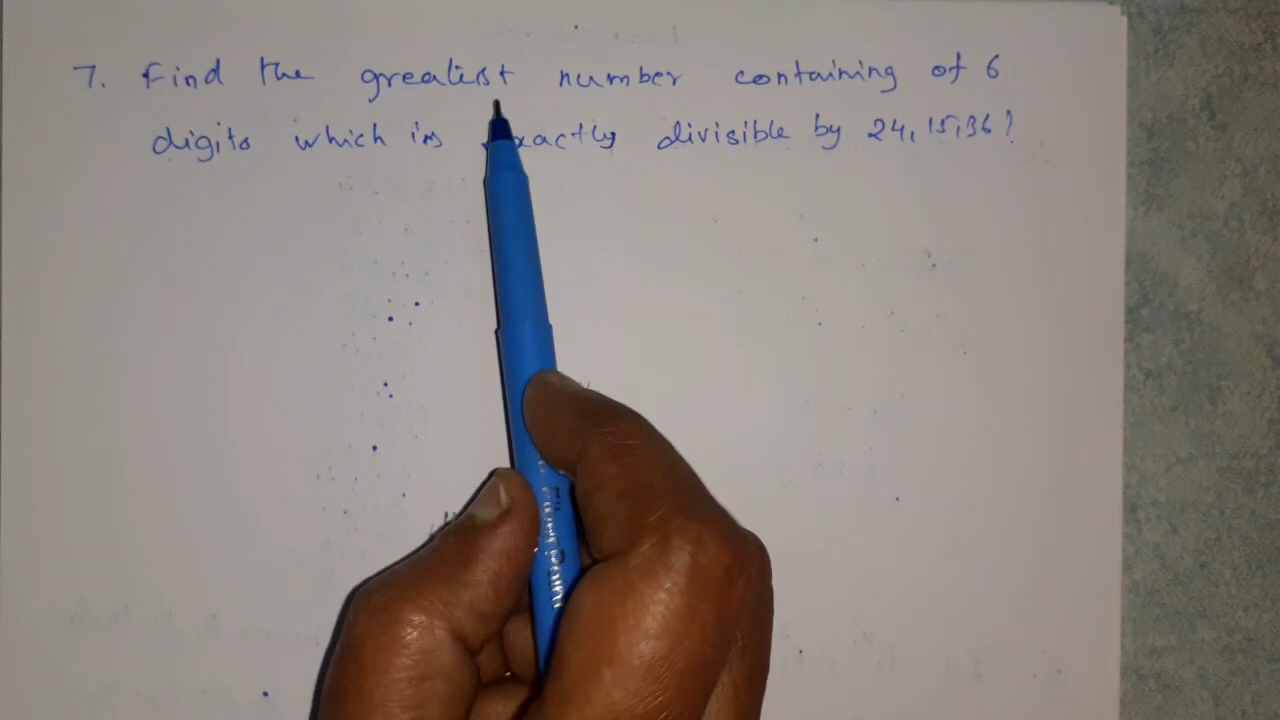 7. Find the greatest number containing of 6
digits which is exactly divisible by 24, 15, 36?